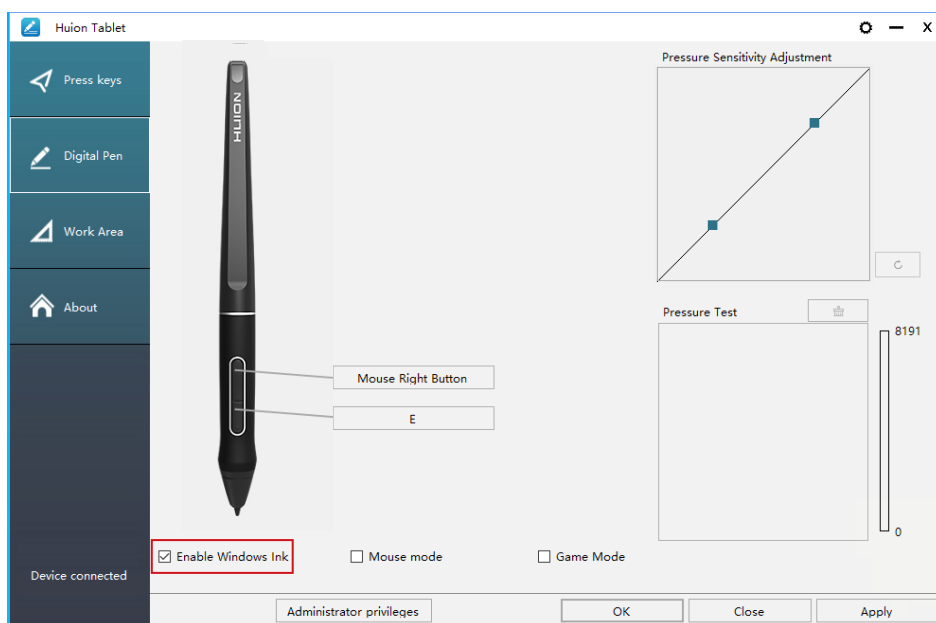 Huion Tablet
X
Press keys
Digital Pen
Work Area
About
Device connected
HUION
Mouse Right Button
E
Pressure Sensitivity Adjustment
Pressure Test
8191
0
Enable Windows Ink
Mouse mode
Game Mode
Administrator privileges
OK
Close
Apply